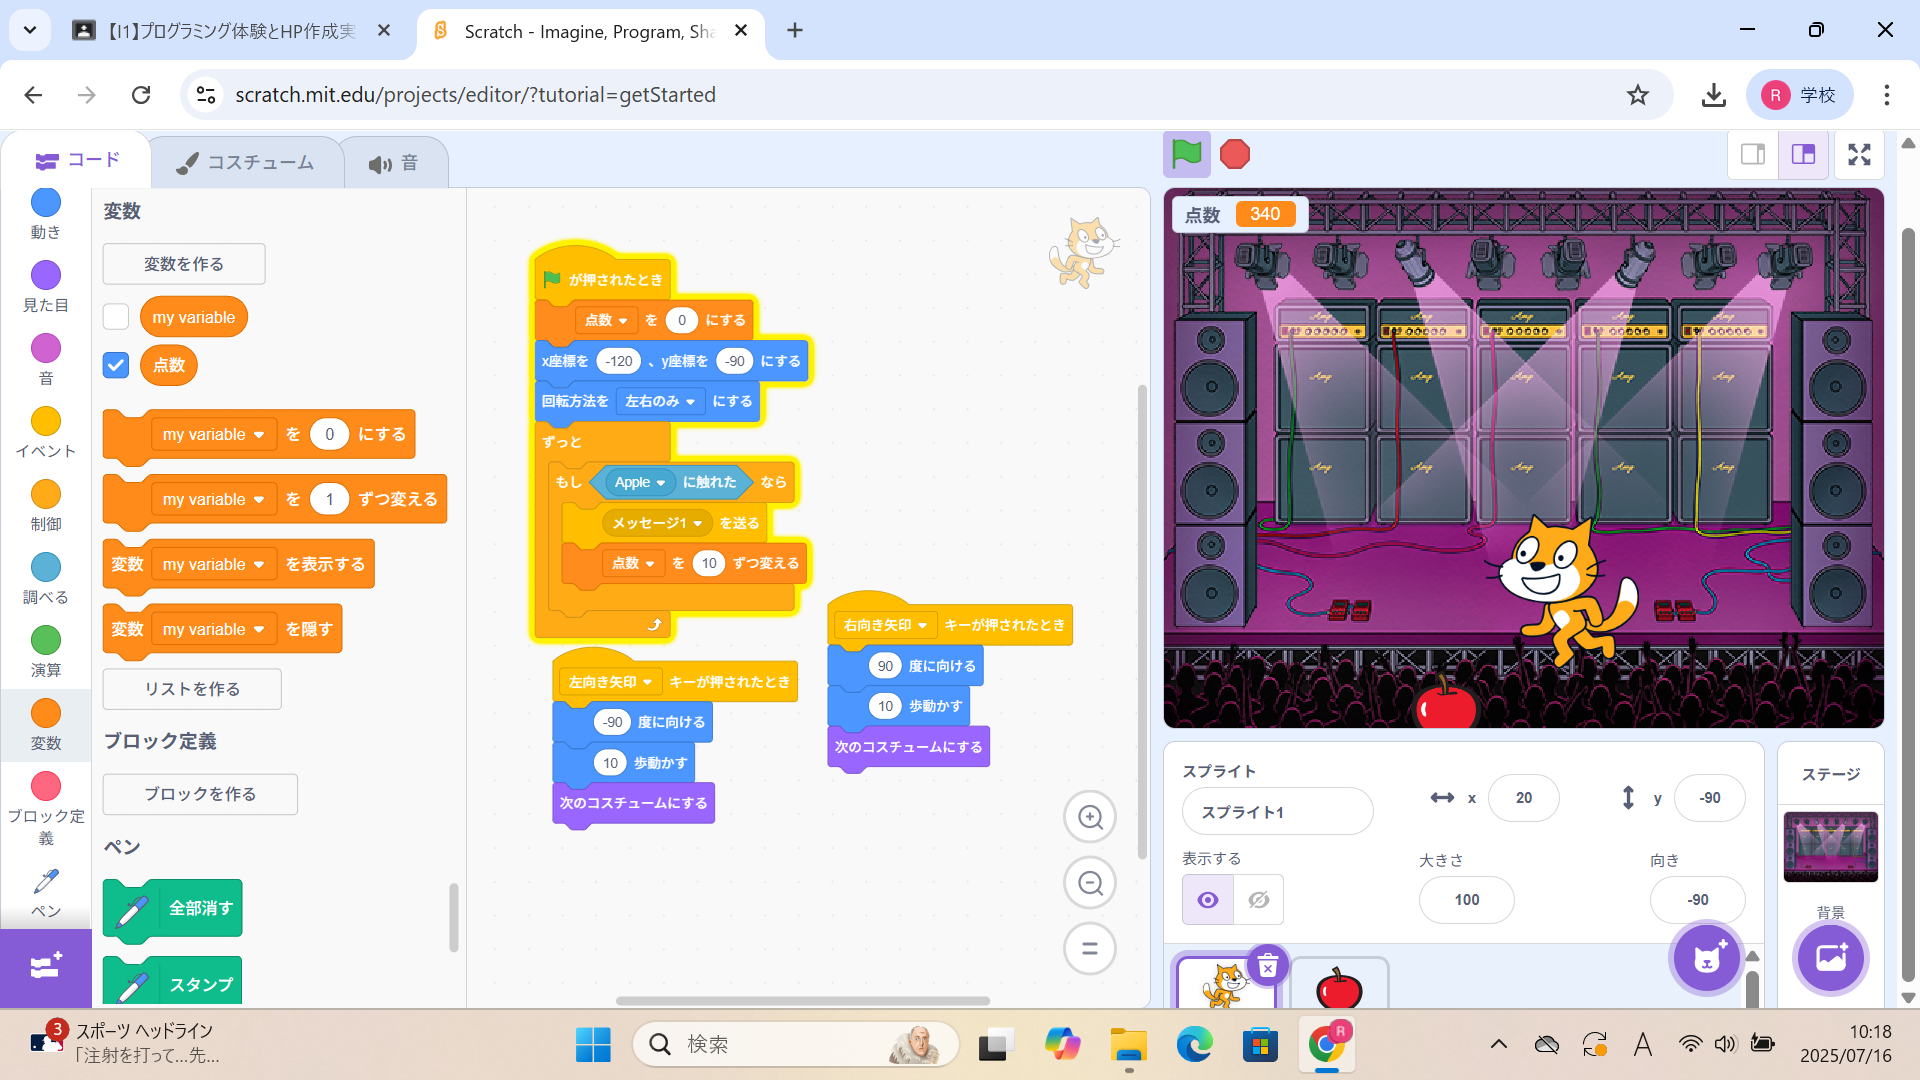 【I1】プログラミング体験とHP作成実
Scratch - Imagine, Program, Sha
scratch.mit.edu/projects/editor/?tutorial=getStarted
R 学校
コード
コスチューム
音
動き
見た目
音
イベント
制御
調べる
演算
変数
ブロック定
義
ペン
変数
変数を作る
my variable
点数
my variable を 0 にする
my variable を 1 ずつ変える
変数 my variable を表示する
変数 my variable を隠す
リストを作る
ブロック定義
ブロックを作る
ペン
全部消す
スタンプ
が押されたとき
点数 を 0 にする
x座標を -120 、y座標を -90 にする
回転方法を 左右のみ にする
ずっと
もし Apple に触れた なら
メッセージ1 を送る
点数 を 10 ずつ変える
左向き矢印 キーが押されたとき
-90 度に向ける
10 歩動かす
次のコスチュームにする
右向き矢印 キーが押されたとき
90 度に向ける
10 歩動かす
次のコスチュームにする
点数 340
Amp Amp Amp Amp Amp
Amp Amp Amp Amp Amp
スプライト
スプライト1
x 20
y -90
表示する
大きさ
100
向き
-90
ステージ
背景
3
スポーツ ヘッドライン
「注射を打って...先...
検索
R
A
10:18
2025/07/16